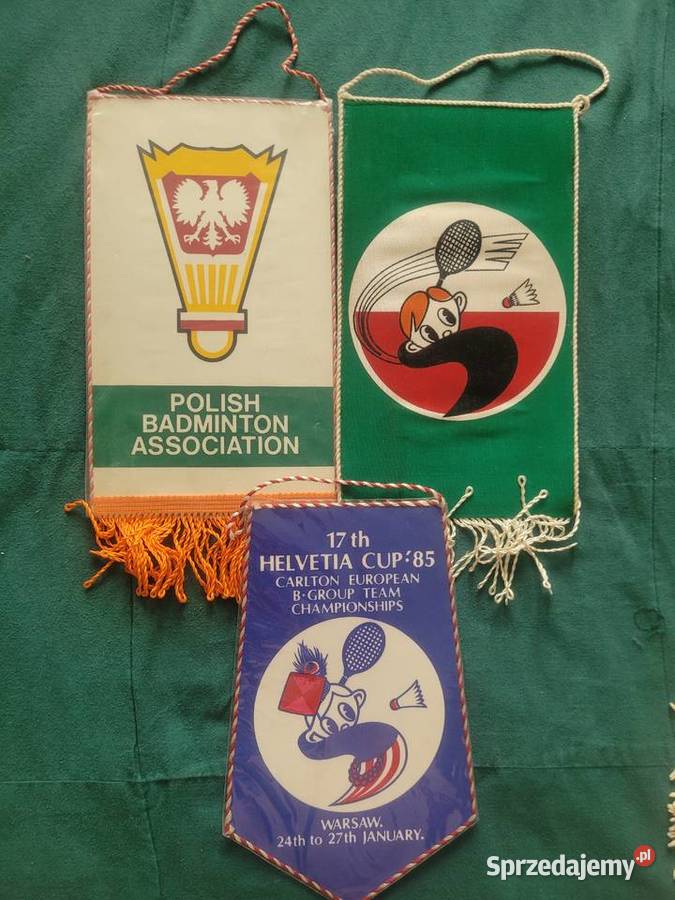 POLISH
BADMINTON
ASSOCIATION
17th
HELVETIA CUP:'85
CARLTON EUROPEAN
B·GROUP TEAM
CHAMPIONSHIPS
WARSAW.
24th to 27th JANUARY.
Sprzedajemy.pl